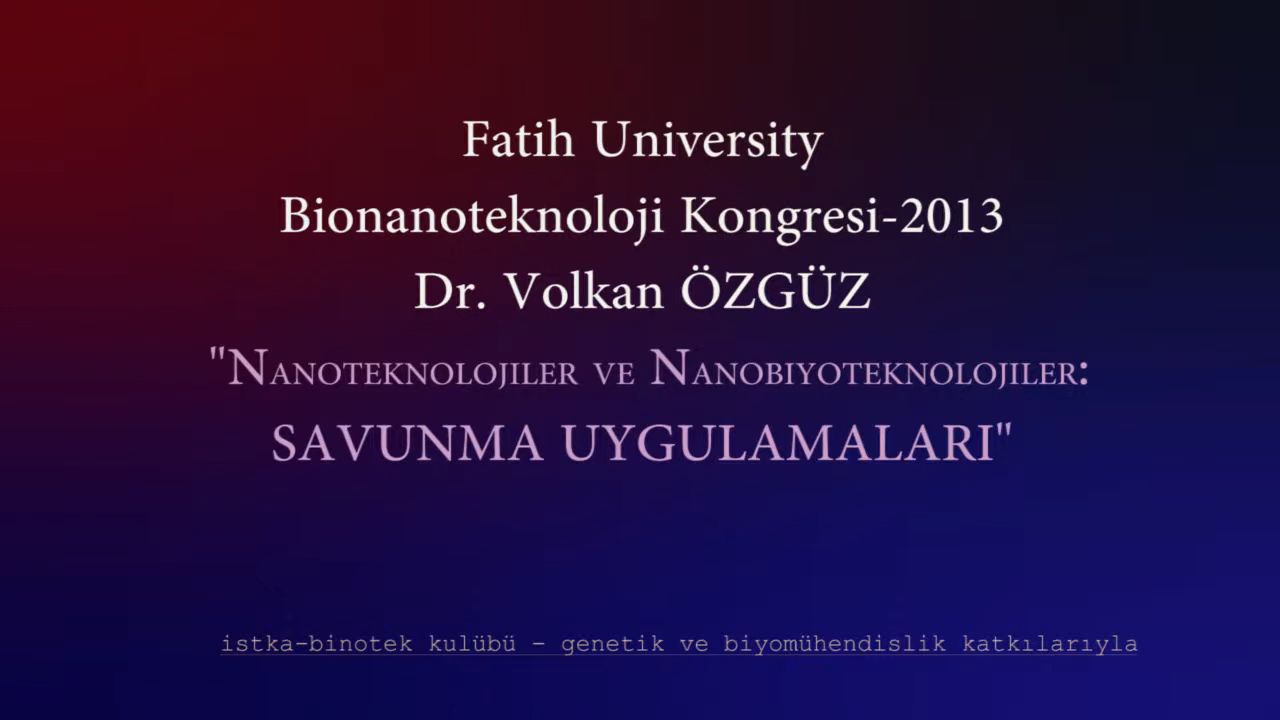 Fatih University
Bionanoteknoloji Kongresi-2013
Dr. Volkan ÖZGÜZ
"Nanoteknolojiler ve Nanobiyoteknolojiler:
SAVUNMA UYGULAMALARI"
istka-binotek kulübü - genetik ve biyomühendislik katkılarıyla